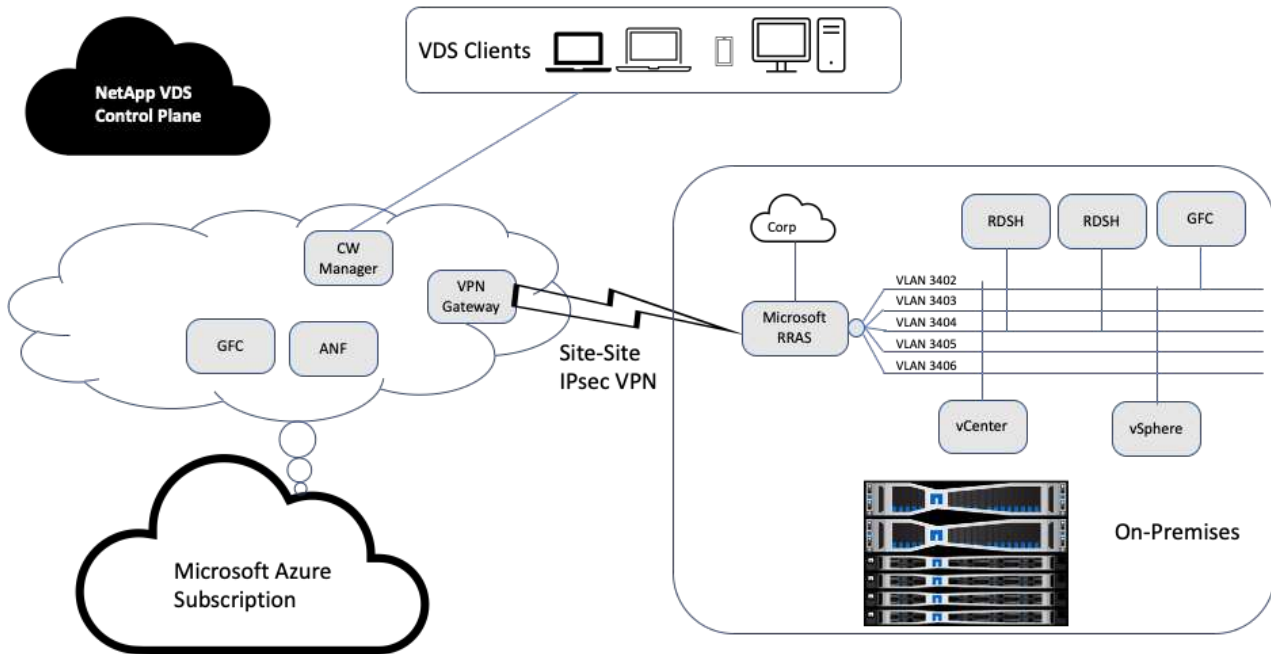 NetApp VDS
Control Plane
VDS Clients
CW
Manager
VPN
Gateway
GFC
ANF
Site-Site
IPsec VPN
Microsoft Azure
Subscription
Corp
RDSH
RDSH
GFC
Microsoft
RRAS
VLAN 3402
VLAN 3403
VLAN 3404
VLAN 3405
VLAN 3406
vCenter
vSphere
On-Premises